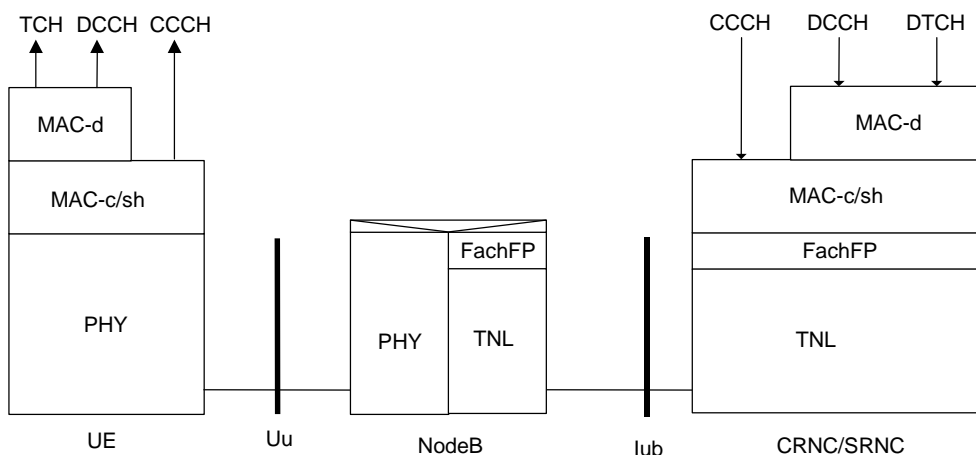 TCH DCCH CCCH
CCCH DCCH DTCH
MAC-d
MAC-d
MAC-c/sh
MAC-c/sh
FachFP
FachFP
PHY
PHY
TNL
TNL
UE
Uu
NodeB
Iub
CRNC/SRNC